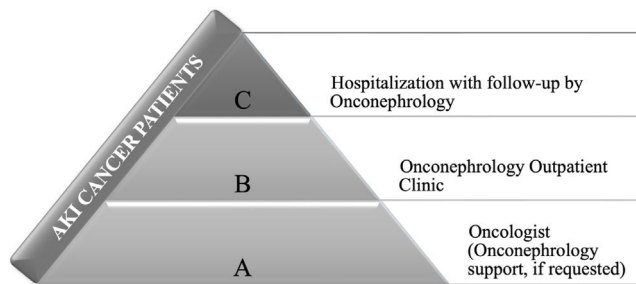 AKI CANCER PATIENTS
C
Hospitalization with follow-up by
Onconephrology
B
Onconephrology Outpatient
Clinic
A
Oncologist
(Onconephrology
support, if requested)